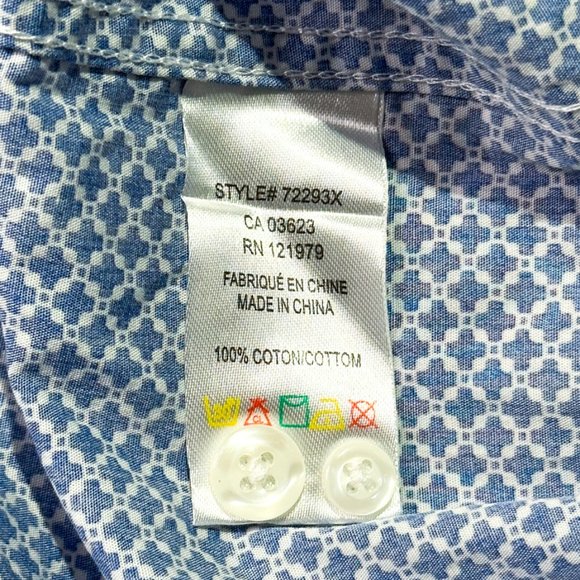 STYLE# 72293X
CA 03623
RN 121979
FABRIQUÉ EN CHINE
MADE IN CHINA
100% COTON/COTTOM